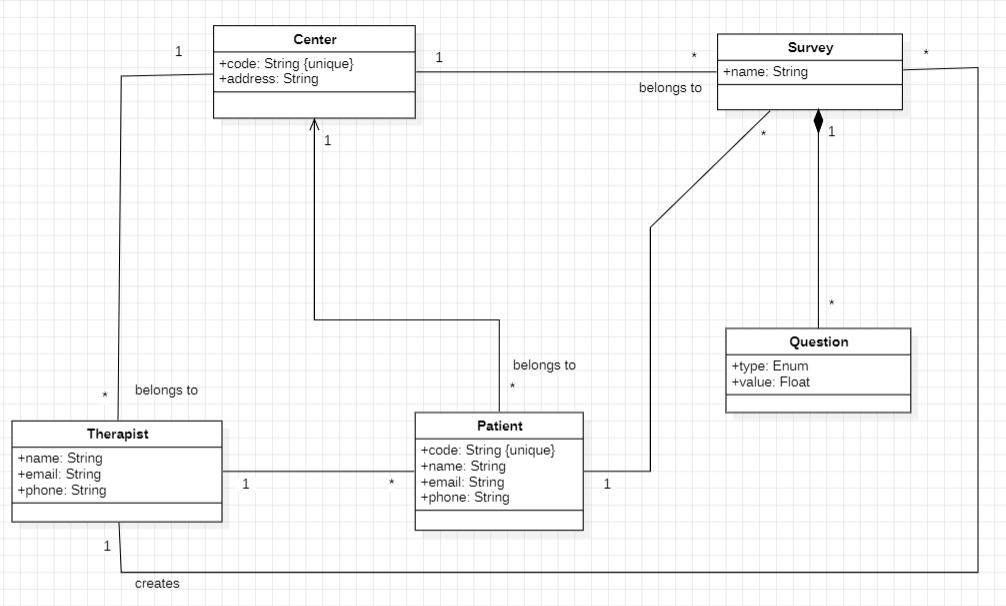 Center
+code: String {unique}
+address: String
Survey
+name: String
1
1
*
belongs to
*
1
*
1
*
Question
+type: Enum
+value: Float
belongs to
*
belongs to
*
Therapist
+name: String
+email: String
+phone: String
1
*
Patient
+code: String {unique}
+name: String
+email: String
+phone: String
1
1
creates